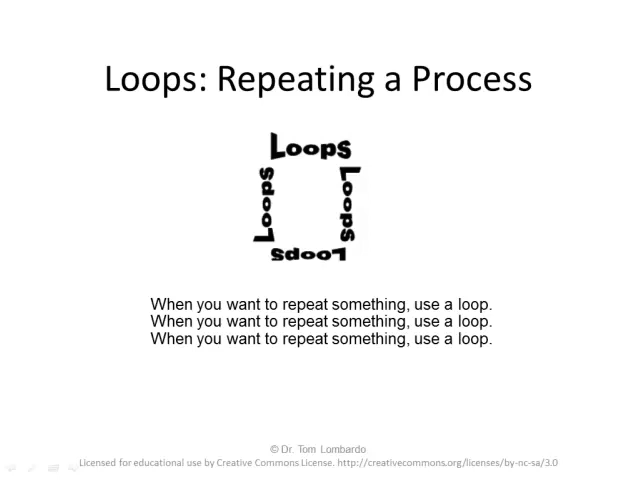 Loops: Repeating a Process
Loops
Loops
Loops
Loops
When you want to repeat something, use a loop.
When you want to repeat something, use a loop.
When you want to repeat something, use a loop.
© Dr. Tom Lombardo
Licensed for educational use by Creative Commons License. http://creativecommons.org/licenses/by-nc-sa/3.0